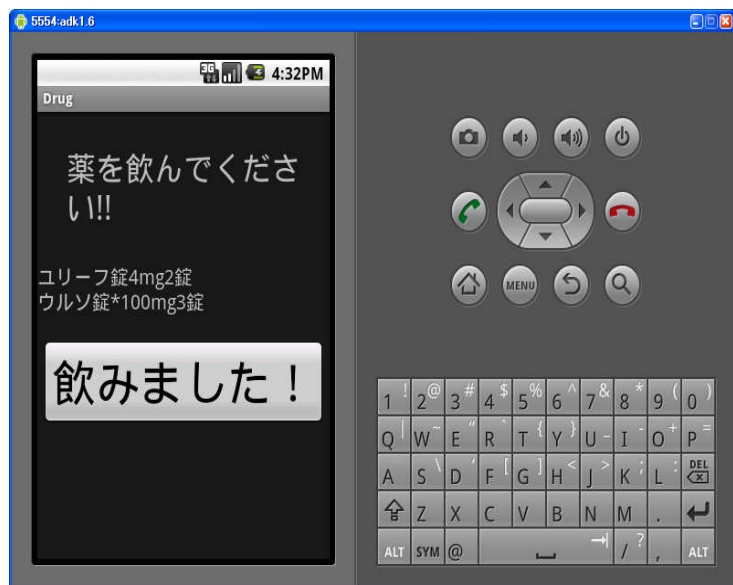 5554:adk1.6
3G 4:32PM
Drug
薬を飲んでくださ
い!!
ユリーフ錠4mg2錠
ウルソ錠*100mg3錠
飲みました！
MENU
1 ! 2 @ 3 # 4 $ 5 % 6 ^ 7 & 8 * 9 ( 0 )
Q | W ~ E " R ` T { Y } U _ I - O + P =
A S \ D ' F [ G ] H < J > K ; L : DEL
Z X C V B N M .
ALT SYM @ / ? , ALT